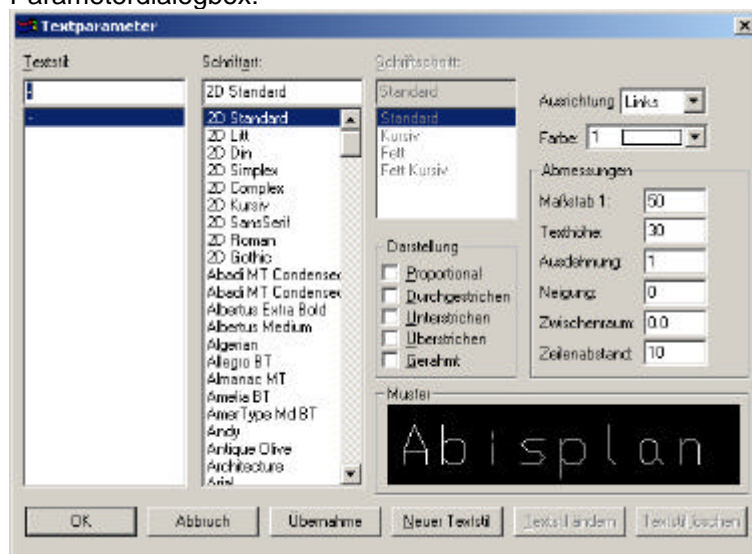 Parameterdialogbox:
Textparameter
Textstil:
-
-
Schriftart:
2D Standard
2D Standard
2D Litt
2D Din
2D Simplex
2D Complex
2D Kursiv
2D SansSerif
2D Roman
2D Gothic
Abadi MT Condensec
Abadi MT Condensec
Albertus Extra Bold
Albertus Medium
Algerian
Allegro BT
Almanac MT
Amelia BT
AmerType Md BT
Andy
Antique Olive
Architecture
Arial
Schriftschnitt:
Standard
Standard
Kursiv
Fett
Fett Kursiv
Darstellung
Proportional
Durchgestrichen
Unterstrichen
Überstrichen
Gerahmt
Ausrichtung Links
Farbe: 1
Abmessungen
Maßstab 1: 50
Texthöhe: 30
Ausdehnung: 1
Neigung: 0
Zwischenraum: 0.0
Zeilenabstand: 10
Muster
Abisplan
OK Abbruch Übernahme Neuer Textstil Textstil ändern Textstil löschen